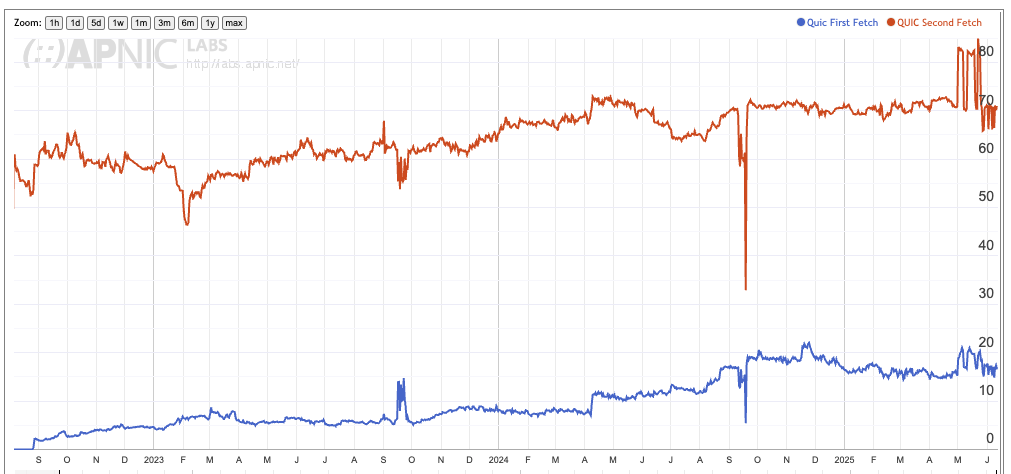 Zoom: 1h 1d 5d 1w 1m 3m 6m 1y max
Quic First Fetch QUIC Second Fetch
(::)APNIC LABS
http://labs.apnic.net/
80
70
60
50
40
30
20
10
0
S O N D 2023 F M A M J J A S O N D 2024 F M A M J J A S O N D 2025 F M A M J